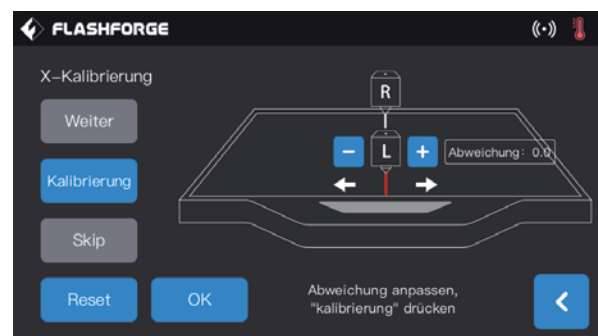 FLASHFORGE
X-Kalibrierung
R
Weiter
− L + Abweichung: 0.0
Kalibrierung
Skip
Reset
OK
Abweichung anpassen,
"kalibrierung" drücken